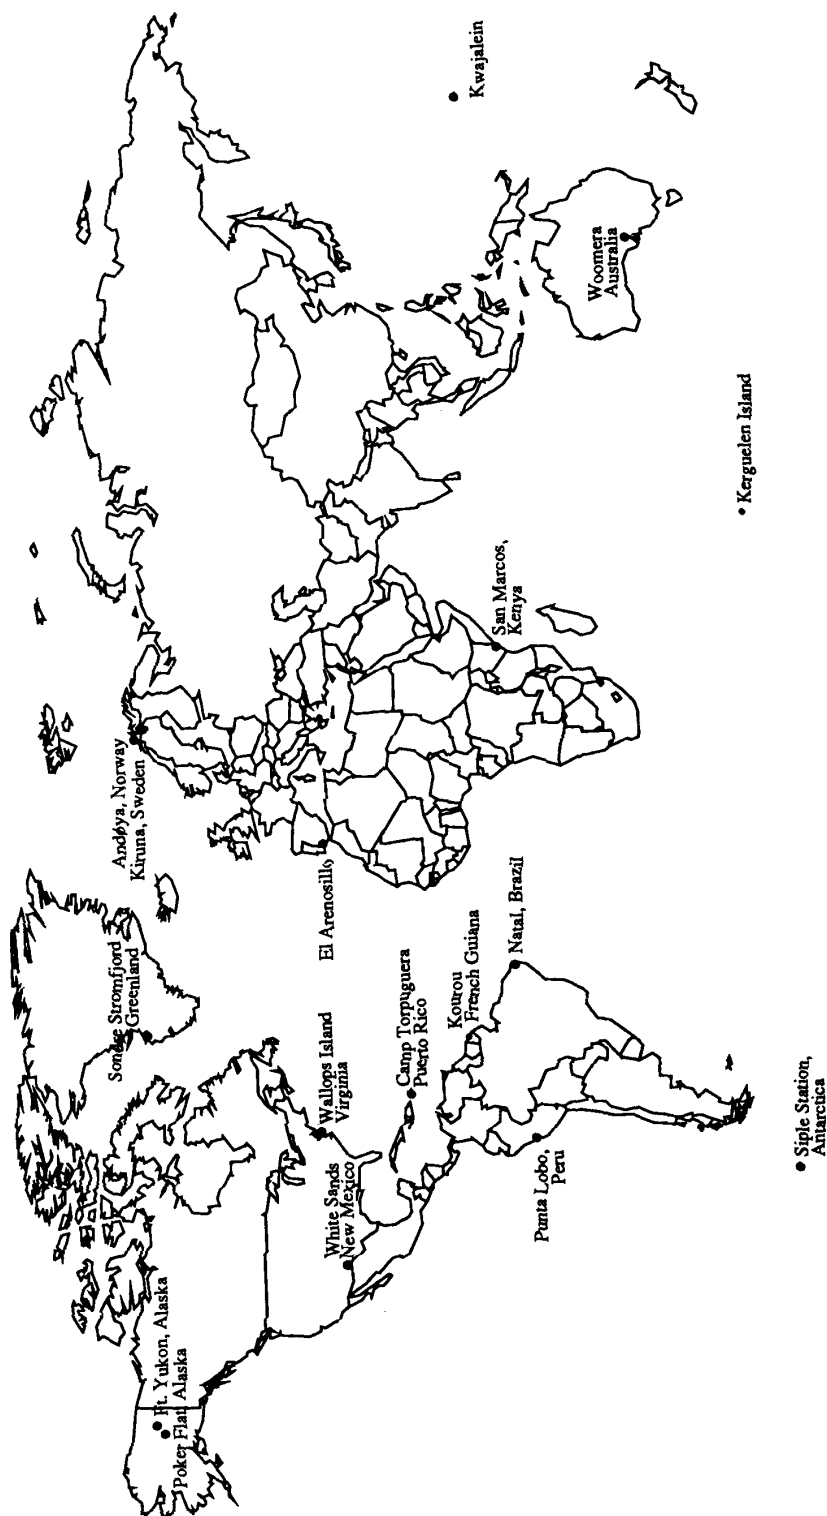 Ft. Yukon, Alaska
Poker Flat, Alaska
Sondre Stromfjord
Greenland
Andøya, Norway
Kiruna, Sweden
White Sands
New Mexico
Wallops Island
Virginia
El Arenosillo
Camp Torpuguera
Puerto Rico
Kourou
French Guiana
Natal, Brazil
Punta Lobo,
Peru
San Marcos,
Kenya
Kwajalein
Woomera
Australia
Kerguelen Island
Siple Station,
Antarctica